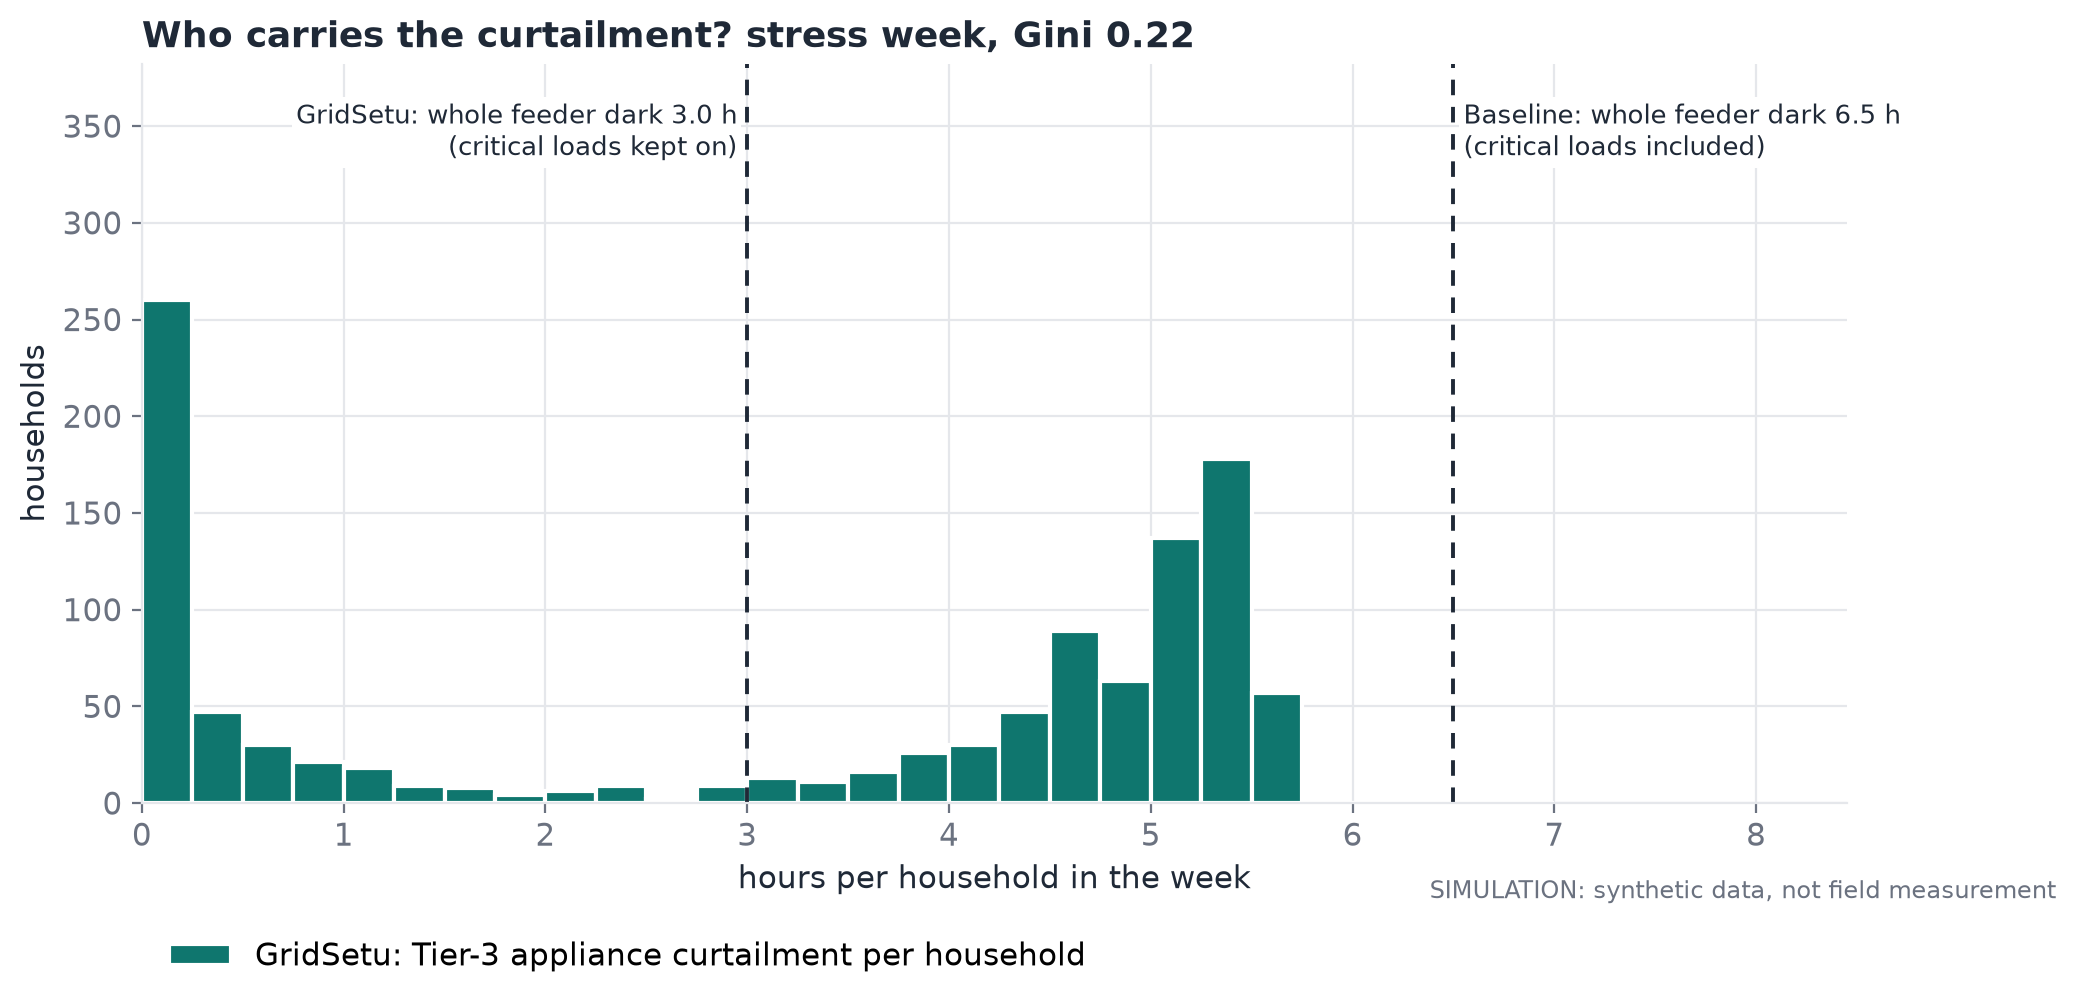 Who carries the curtailment? stress week, Gini 0.22
GridSetu: whole feeder dark 3.0 h
(critical loads kept on)
Baseline: whole feeder dark 6.5 h
(critical loads included)
households
350
300
250
200
150
100
50
0
0 1 2 3 4 5 6 7 8
hours per household in the week
SIMULATION: synthetic data, not field measurement
GridSetu: Tier-3 appliance curtailment per household